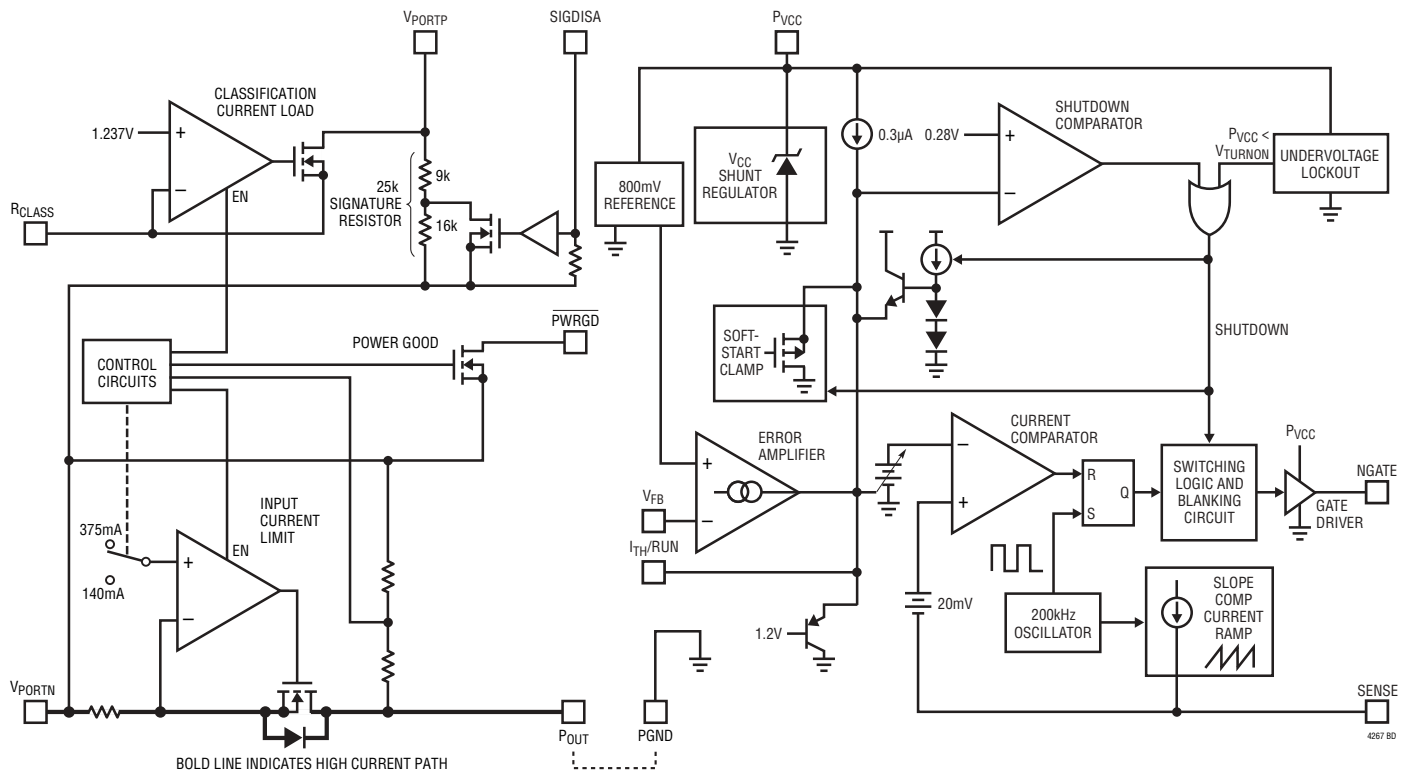 VPORTP
SIGDISA
PVCC
CLASSIFICATION
CURRENT LOAD
1.237V
+
–
EN
RCLASS
25k
SIGNATURE
RESISTOR
9k
16k
800mV
REFERENCE
VCC
SHUNT
REGULATOR
0.3µA
0.28V
+
–
SHUTDOWN
COMPARATOR
PVCC <
VTURNON
UNDERVOLTAGE
LOCKOUT
CONTROL
CIRCUITS
POWER GOOD
PWRGD
SOFT-
START
CLAMP
SHUTDOWN
375mA
140mA
INPUT
CURRENT
LIMIT
EN
+
–
ERROR
AMPLIFIER
+
–
VFB
ITH/RUN
CURRENT
COMPARATOR
–
+
R
S
Q
SWITCHING
LOGIC AND
BLANKING
CIRCUIT
PVCC
GATE
DRIVER
NGATE
20mV
200kHz
OSCILLATOR
SLOPE
COMP
CURRENT
RAMP
1.2V
VPORTN
POUT
PGND
SENSE
4267 BD
BOLD LINE INDICATES HIGH CURRENT PATH